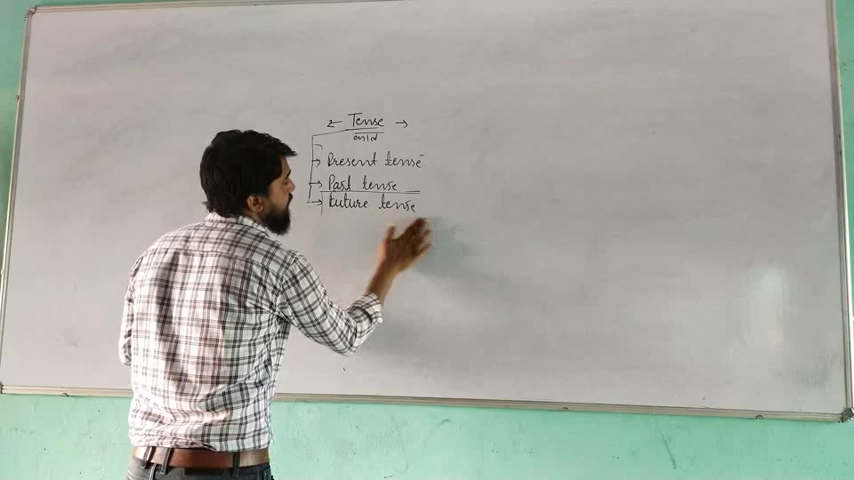 ← Tense →
Present tense
Past tense
Future tense